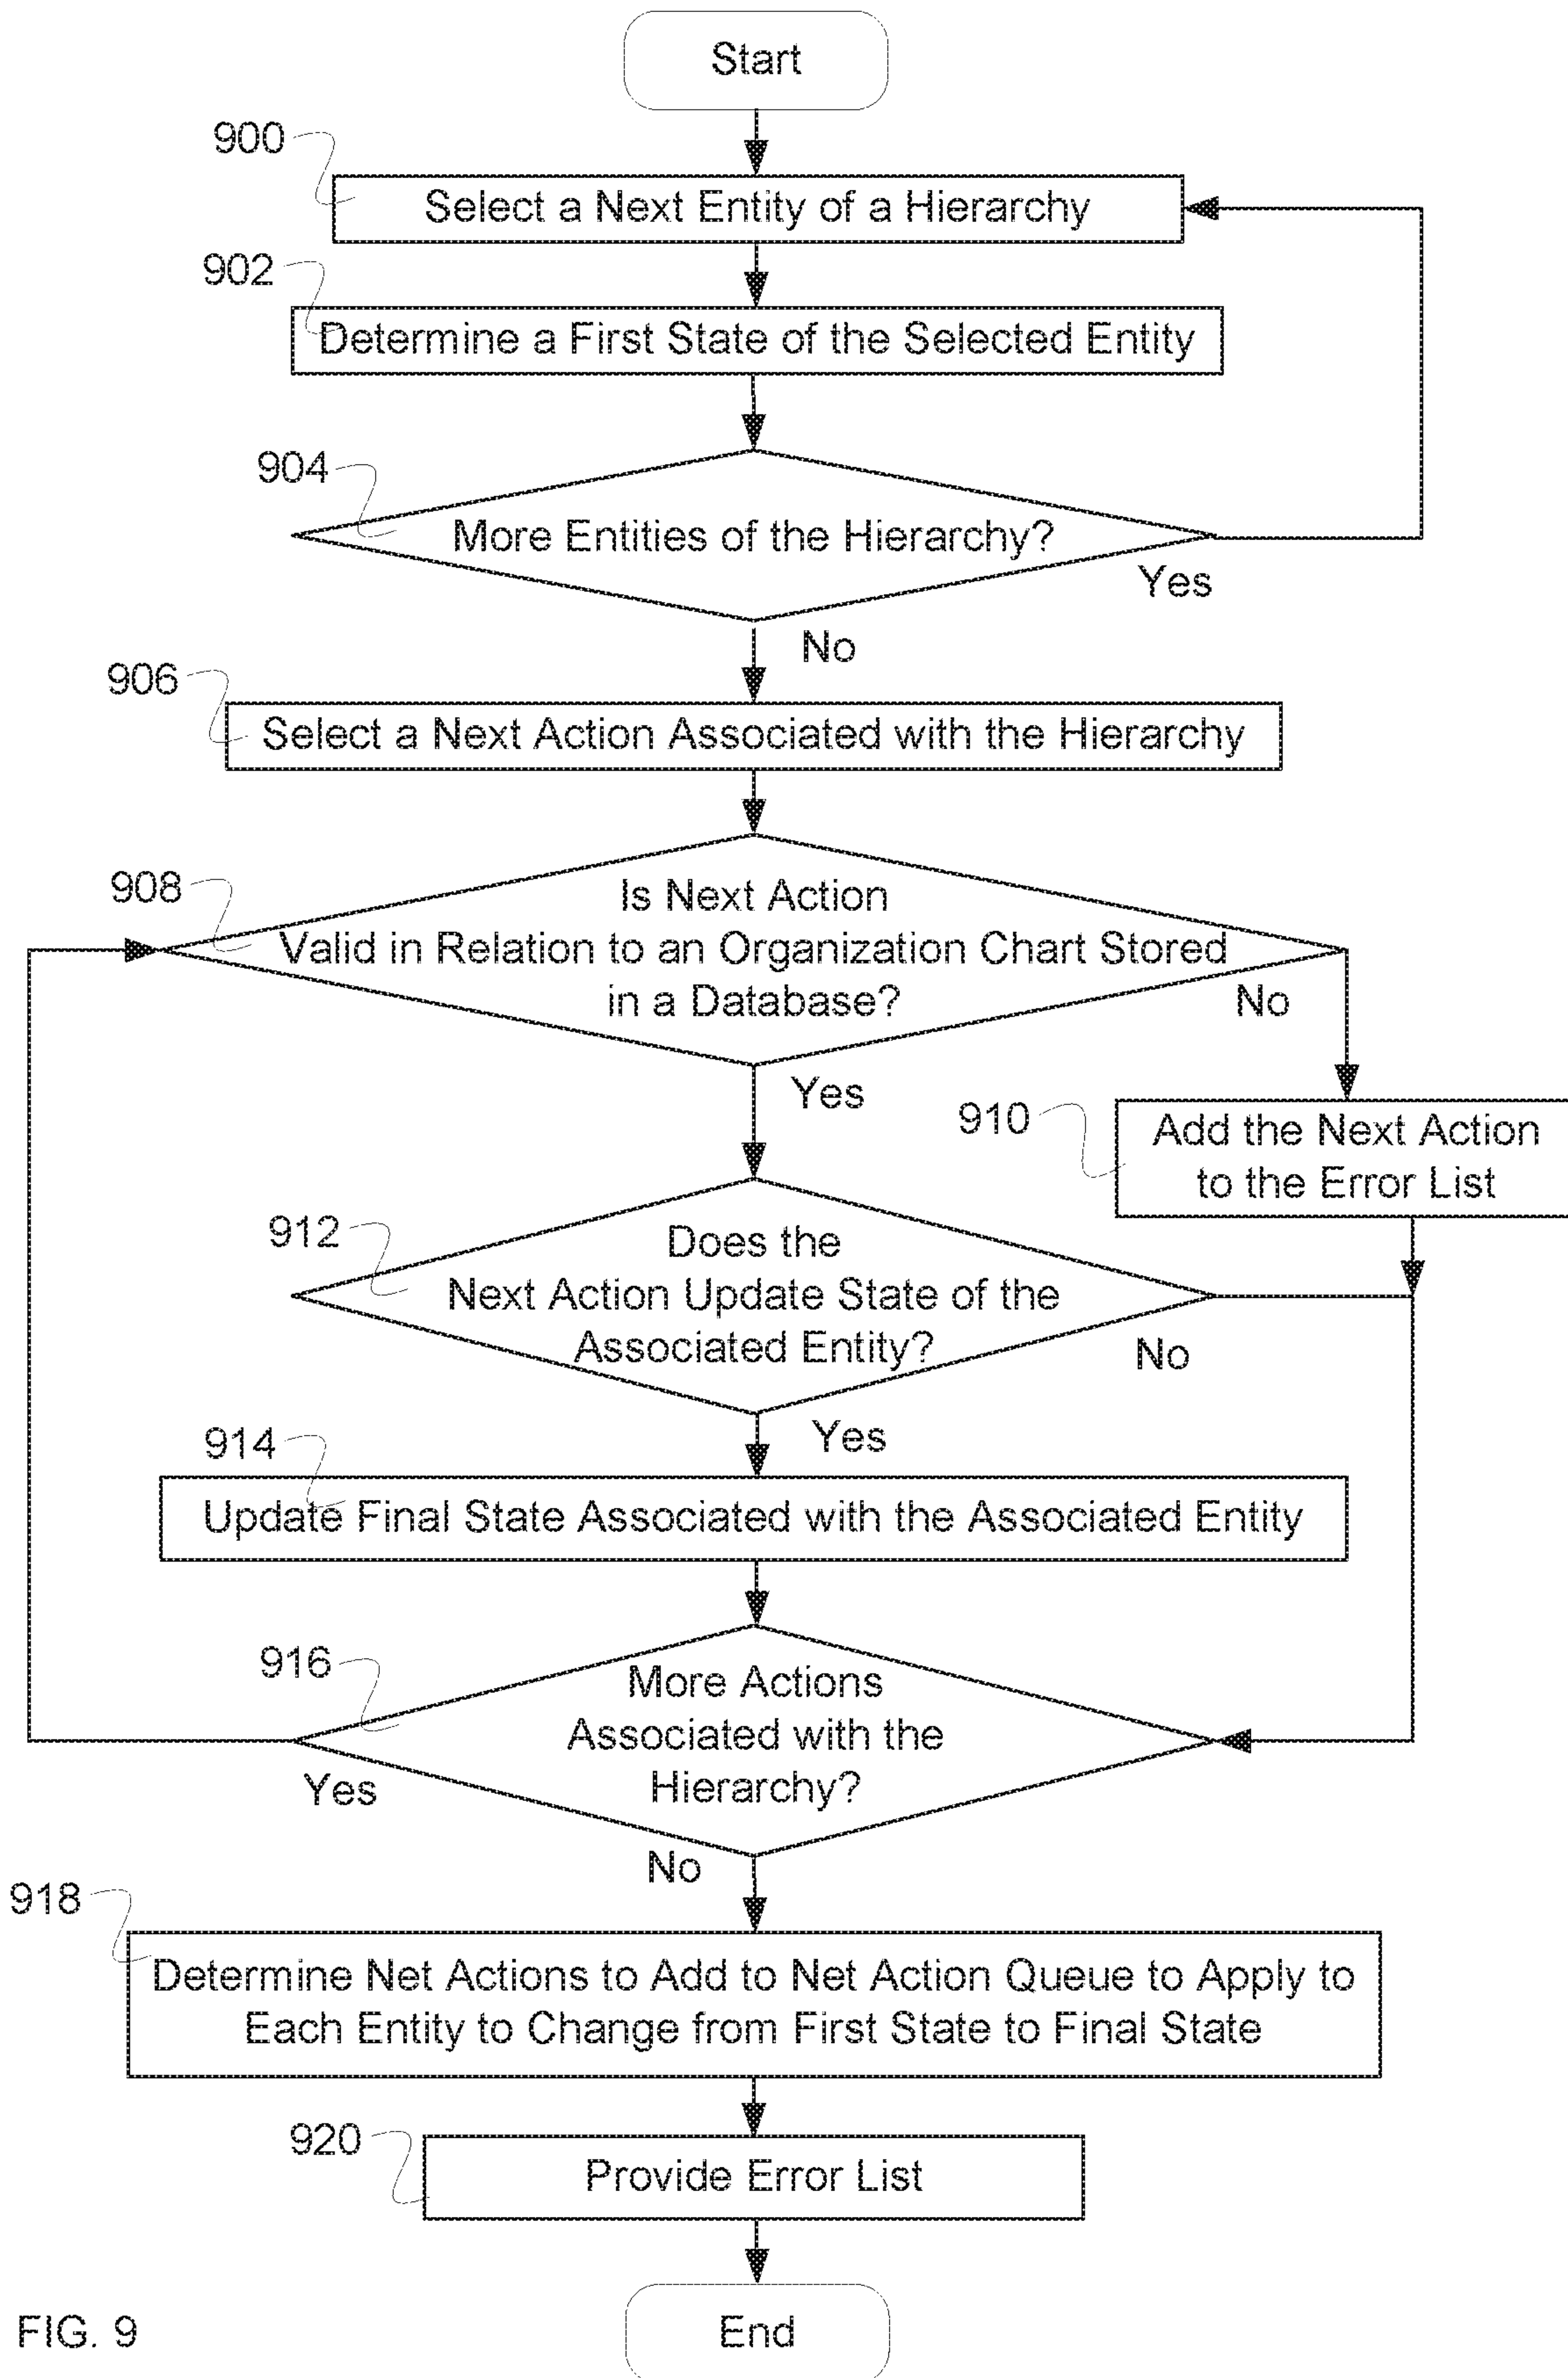 Start
900
Select a Next Entity of a Hierarchy
902
Determine a First State of the Selected Entity
904
More Entities of the Hierarchy?
Yes
No
906
Select a Next Action Associated with the Hierarchy
908
Is Next Action
Valid in Relation to an Organization Chart Stored
in a Database?
No
Yes
910
Add the Next Action
to the Error List
912
Does the
Next Action Update State of the
Associated Entity?
No
Yes
914
Update Final State Associated with the Associated Entity
916
More Actions
Associated with the
Hierarchy?
Yes
No
918
Determine Net Actions to Add to Net Action Queue to Apply to
Each Entity to Change from First State to Final State
920
Provide Error List
End
FIG. 9